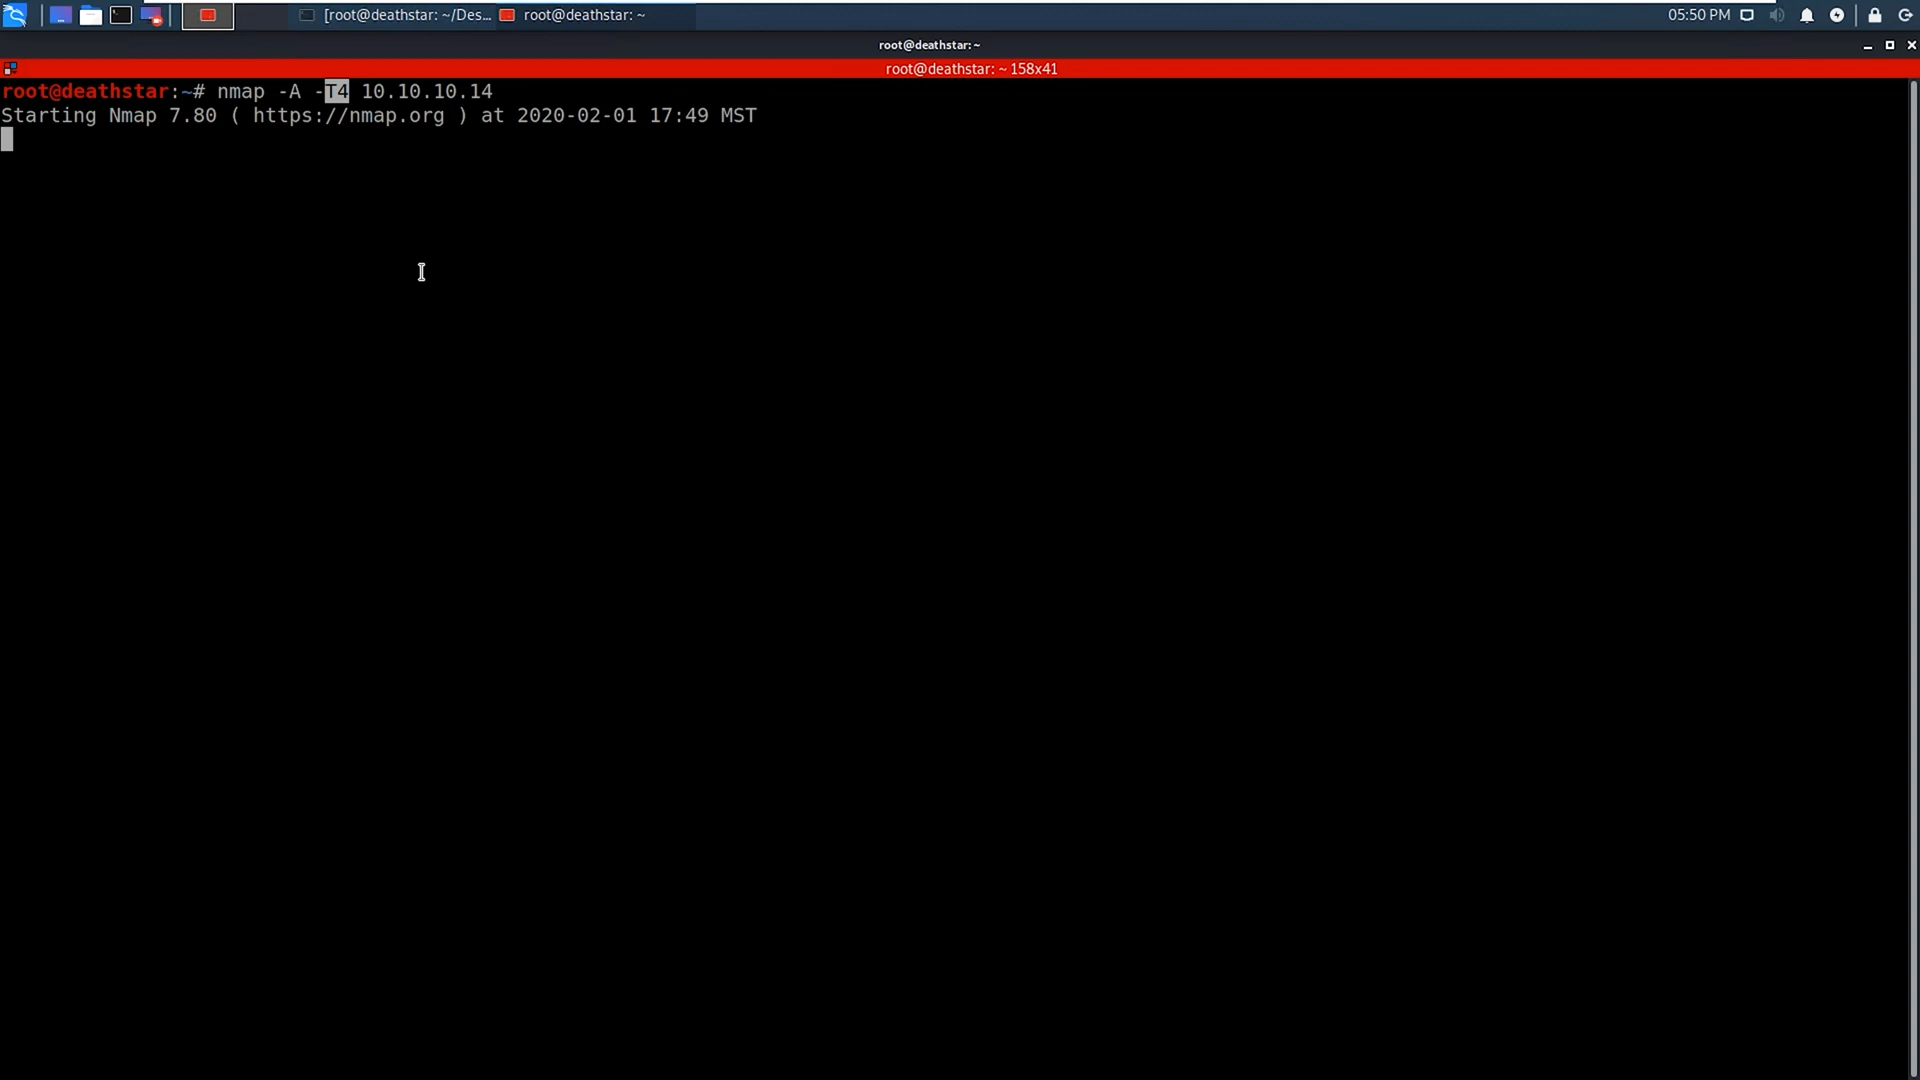 [root@deathstar: ~/Des... root@deathstar: ~ 05:50 PM
root@deathstar: ~
root@deathstar: ~ 158x41
root@deathstar:~# nmap -A -T4 10.10.10.14
Starting Nmap 7.80 ( https://nmap.org ) at 2020-02-01 17:49 MST